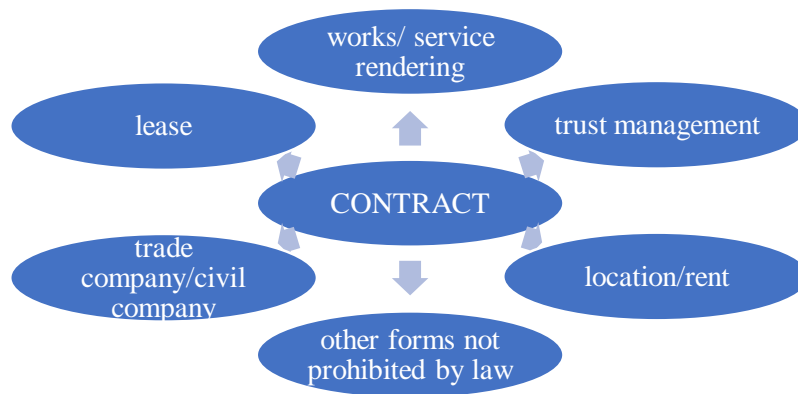 works/ service
rendering
lease
trust management
CONTRACT
trade
company/civil
company
location/rent
other forms not
prohibited by law